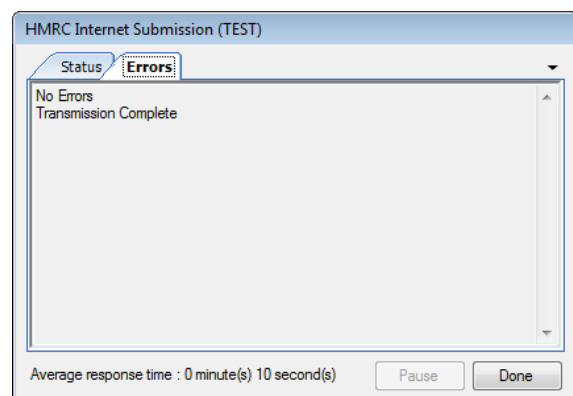 HMRC Internet Submission (TEST)
Status Errors
No Errors
Transmission Complete
Average response time : 0 minute(s) 10 second(s) Pause Done